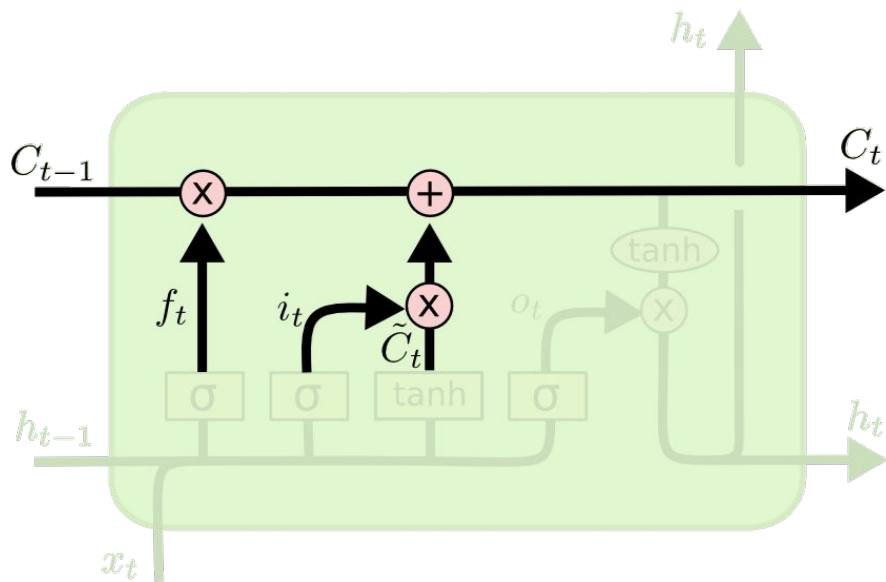 h_t
C_{t-1} C_t
x +
tanh
f_t i_t x o_t x
C̃_t
σ σ tanh σ
h_{t-1} h_t
x_t